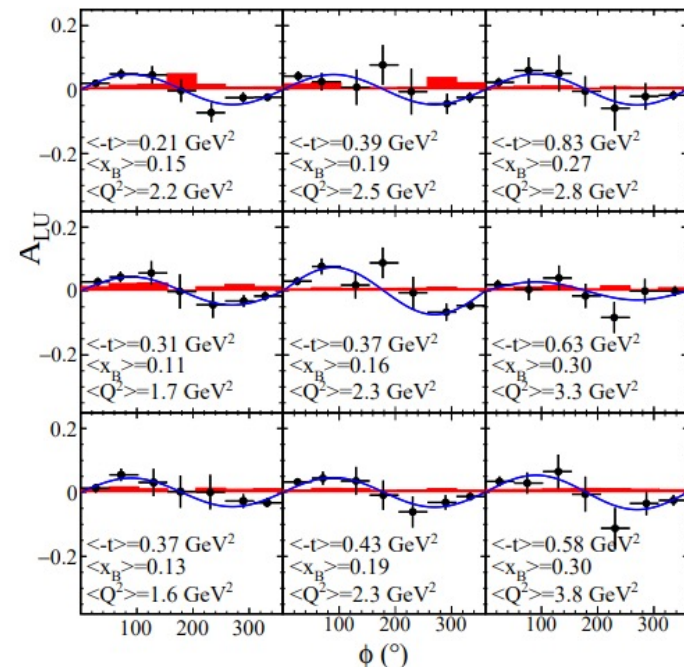 0.2
0
−0.2
<-t>=0.21 GeV²
<x_B>=0.15
<Q²>=2.2 GeV²
<-t>=0.39 GeV²
<x_B>=0.19
<Q²>=2.5 GeV²
<-t>=0.83 GeV²
<x_B>=0.27
<Q²>=2.8 GeV²
A_LU
0.2
0
−0.2
<-t>=0.31 GeV²
<x_B>=0.11
<Q²>=1.7 GeV²
<-t>=0.37 GeV²
<x_B>=0.16
<Q²>=2.3 GeV²
<-t>=0.63 GeV²
<x_B>=0.30
<Q²>=3.3 GeV²
0.2
0
−0.2
<-t>=0.37 GeV²
<x_B>=0.13
<Q²>=1.6 GeV²
<-t>=0.43 GeV²
<x_B>=0.19
<Q²>=2.3 GeV²
<-t>=0.58 GeV²
<x_B>=0.30
<Q²>=3.8 GeV²
100 200 300 100 200 300 100 200 300
ϕ (°)